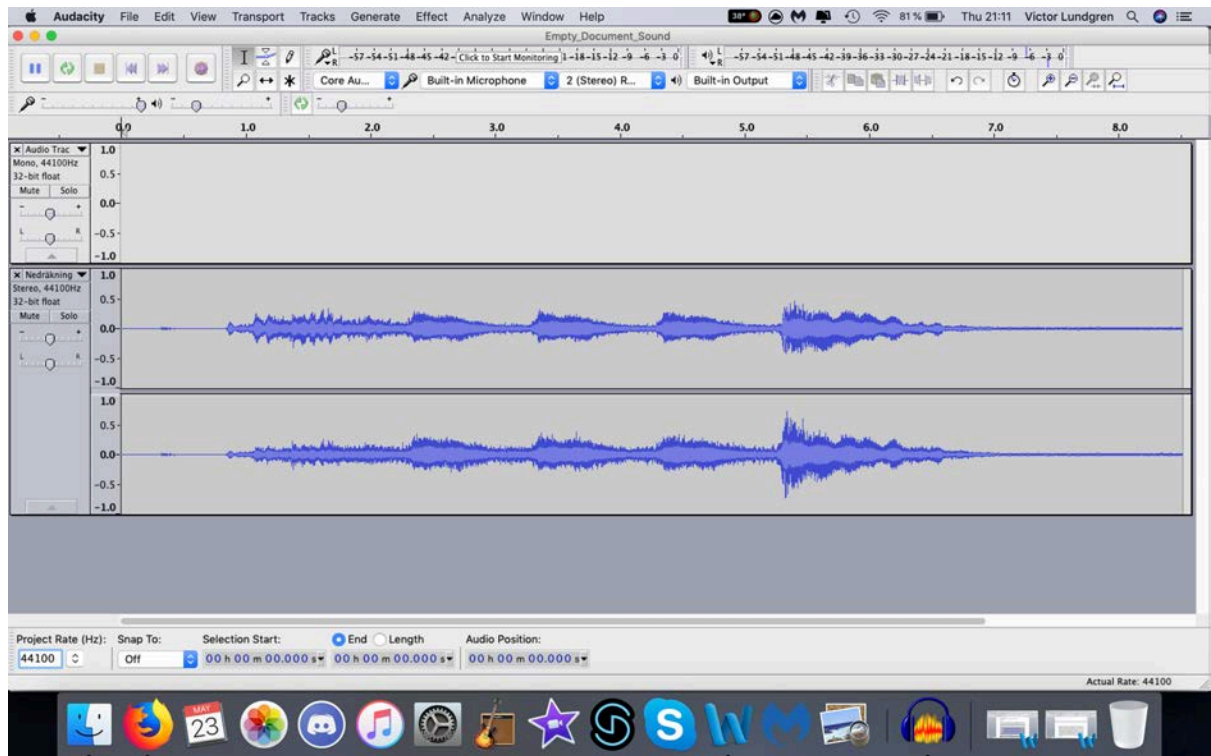 Audacity File Edit View Transport Tracks Generate Effect Analyze Window Help 38° 81% Thu 21:11 Victor Lundgren
Empty_Document_Sound
L R -57 -54 -51 -48 -45 -42 - Click to Start Monitoring 1 -18 -15 -12 -9 -6 -3 0 L R -57 -54 -51 -48 -45 -42 -39 -36 -33 -30 -27 -24 -21 -18 -15 -12 -9 -6 -3 0
Core Au... Built-in Microphone 2 (Stereo) R... Built-in Output
0,0 1.0 2.0 3.0 4.0 5.0 6.0 7.0 8.0
Audio Trac 1.0
Mono, 44100Hz
32-bit float 0.5
Mute Solo
- + 0.0
L R -0.5
-1.0
Nedräkning 1.0
Stereo, 44100Hz
32-bit float 0.5
Mute Solo
- + 0.0
L R -0.5
-1.0
1.0
0.5
0.0
-0.5
-1.0
Project Rate (Hz): Snap To: Selection Start: End Length Audio Position:
44100 Off 00 h 00 m 00.000 s 00 h 00 m 00.000 s 00 h 00 m 00.000 s
Actual Rate: 44100
MAY
23